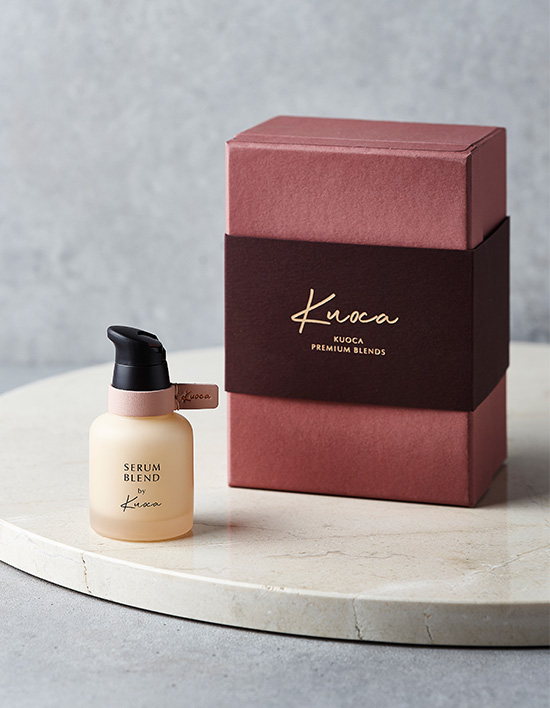 Kuoca
KUOCA
PREMIUM BLENDS
Kuoca
SERUM
BLEND
by
Kuoca